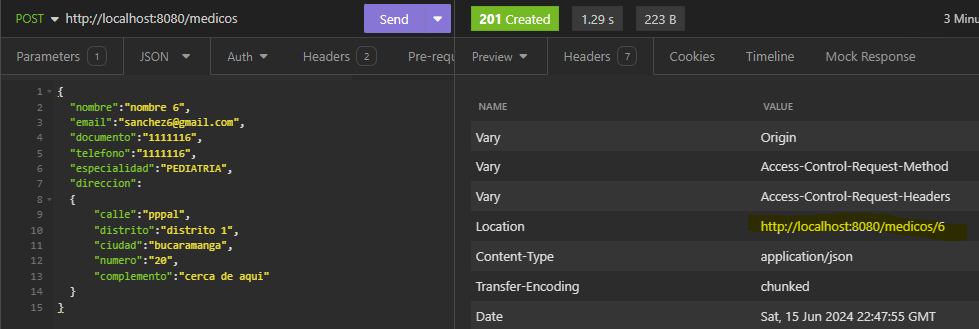 POST http://localhost:8080/medicos Send 201 Created 1.29 s 223 B 3 Minu
Parameters 1 JSON Auth Headers 2 Pre-requ Preview Headers 7 Cookies Timeline Mock Response
1 {
2 "nombre":"nombre 6",
3 "email":"sanchez6@gmail.com",
4 "documento":"1111116",
5 "telefono":"1111116",
6 "especialidad":"PEDIATRIA",
7 "direccion":
8 {
9 "calle":"pppal",
10 "distrito":"distrito 1",
11 "ciudad":"bucaramanga",
12 "numero":"20",
13 "complemento":"cerca de aqui"
14 }
15 }
NAME VALUE
Vary Origin
Vary Access-Control-Request-Method
Vary Access-Control-Request-Headers
Location http://localhost:8080/medicos/6
Content-Type application/json
Transfer-Encoding chunked
Date Sat, 15 Jun 2024 22:47:55 GMT